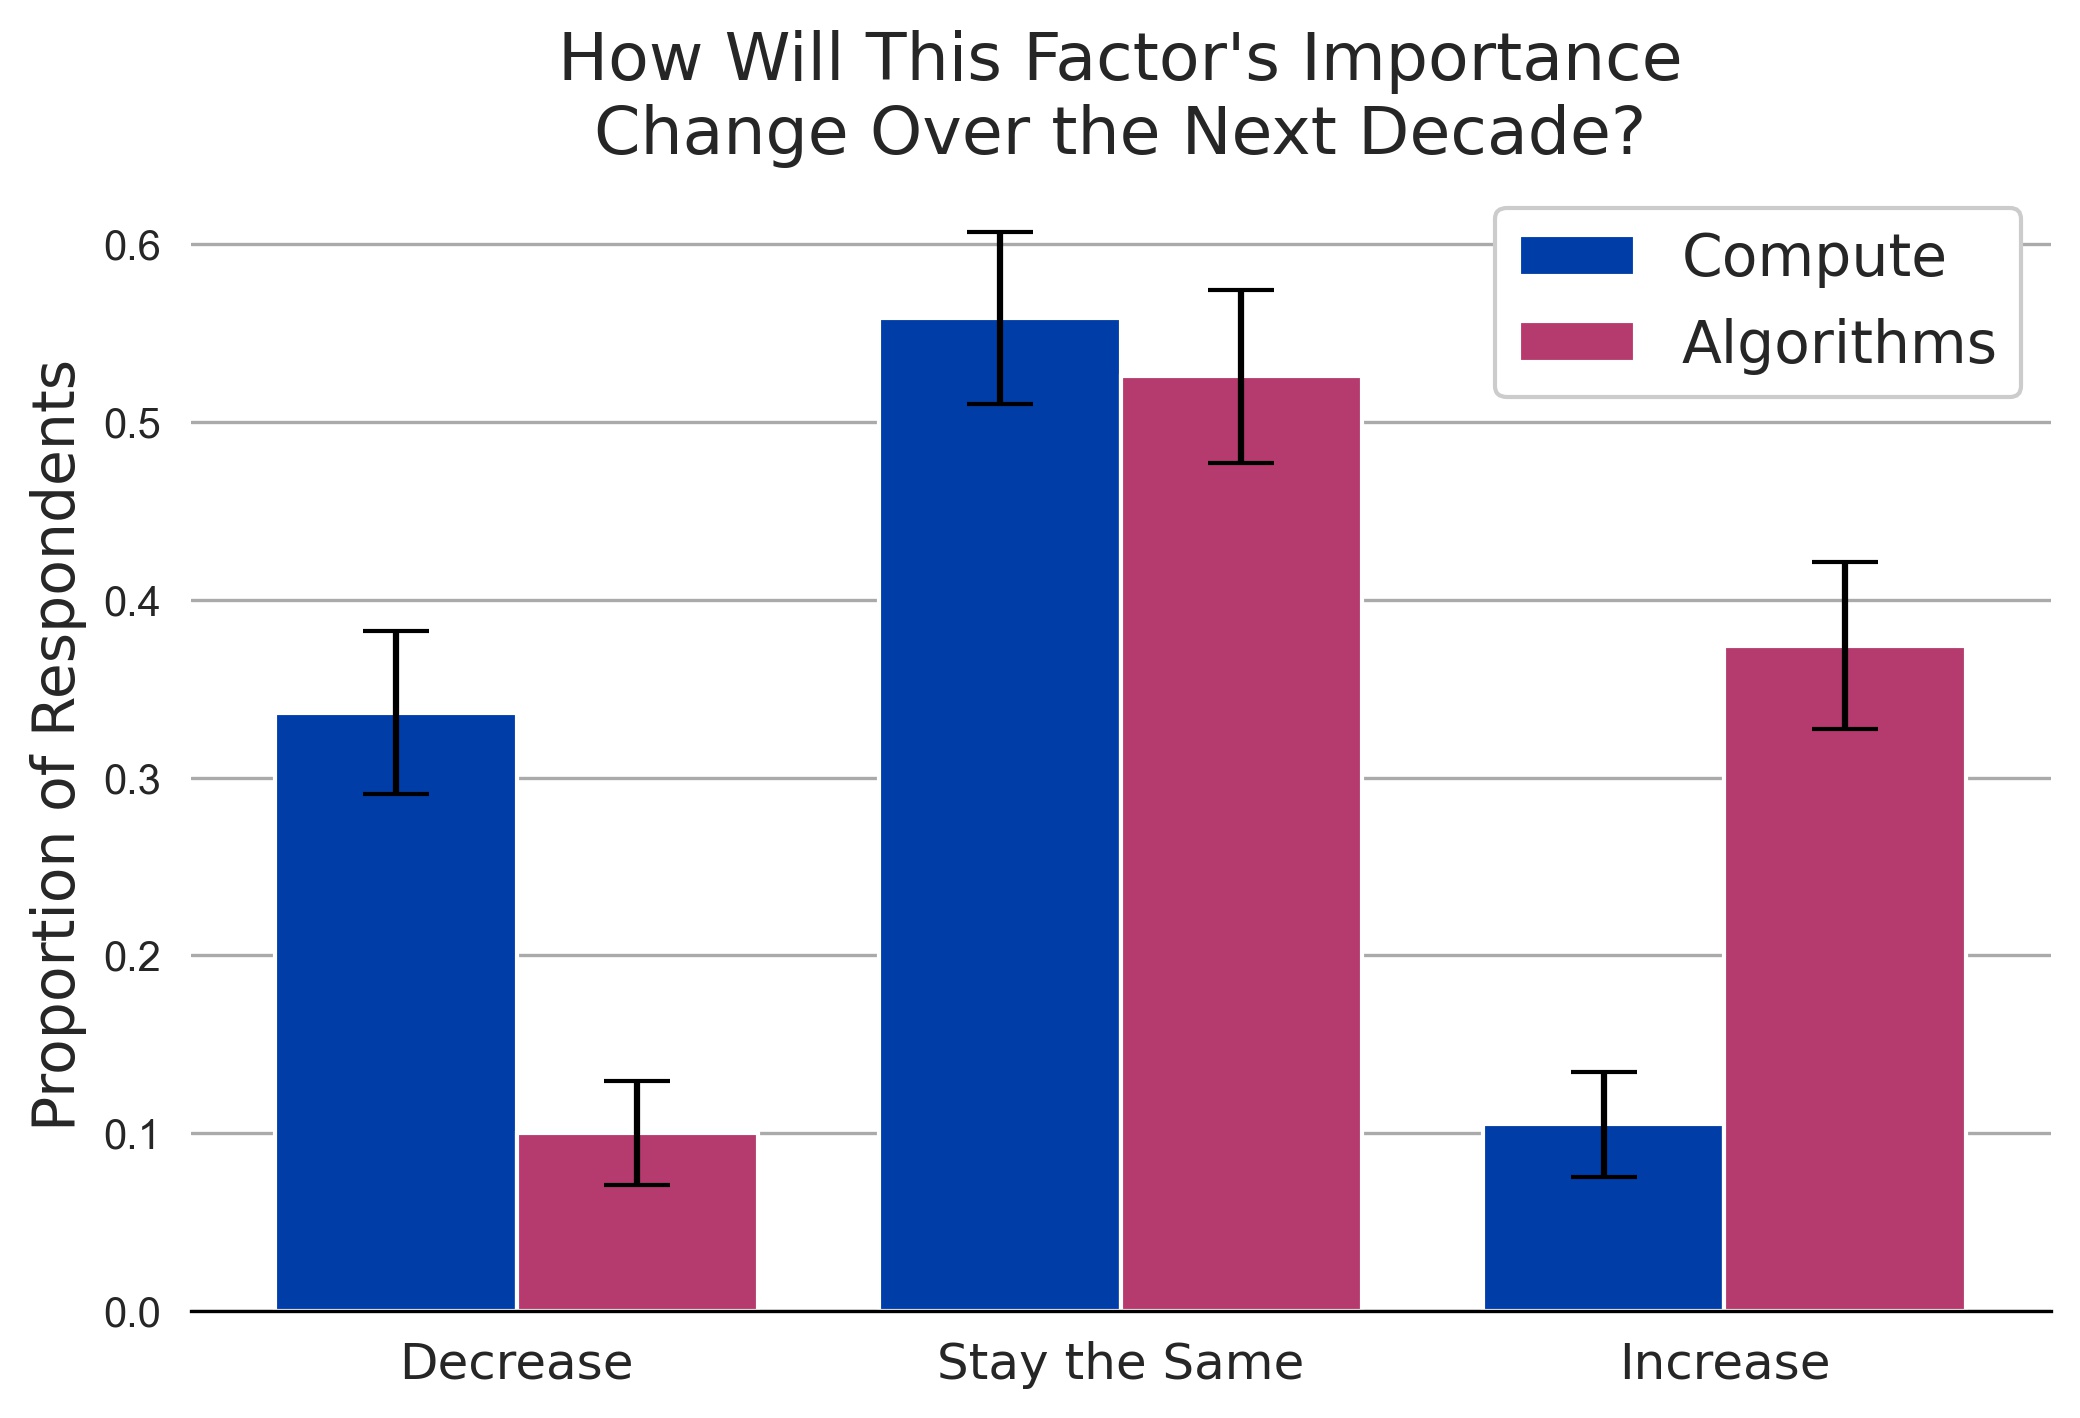 How Will This Factor's Importance
Change Over the Next Decade?
Compute
Algorithms
Proportion of Respondents
0.6
0.5
0.4
0.3
0.2
0.1
0.0
Decrease
Stay the Same
Increase